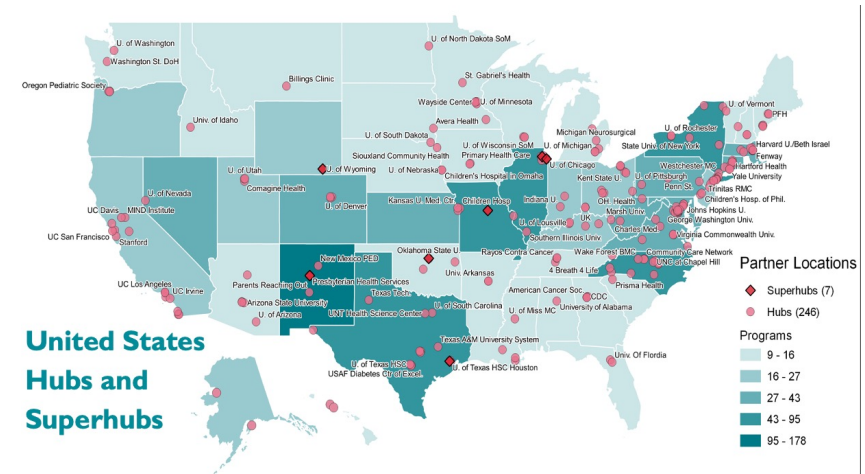 U. of Washington
Washington St. DoH
Oregon Pediatric Society
Univ. of Idaho
Billings Clinic
U. of North Dakota SoM
St. Gabriel's Health
Wayside Center
U. of Minnesota
Avera Health
U. of South Dakota
Siouxland Community Health
U. of Nebraska
U. of Wisconsin SoM
Primary Health Care
Children's Hospital in Omaha
Michigan Neurosurgical
U. of Michigan
U. of Chicago
U. of Vermont
PFH
U. of Rochester
State Univ. of New York
Harvard U./Beth Israel
Fenway
Westchester MC
Hartford Health
Yale University
Kent State U.
U. of Pittsburgh
Penn St.
Trinitas RMC
Children's Hosp. of Phil.
Johns Hopkins U.
George Washington Univ.
Virginia Commonwealth Univ.
OH. Health
Marshall Univ.
Indiana U.
U. of Louisville
UK
Charles Med
Southern Illinois Univ
U. of Wyoming
U. of Utah
Comagine Health
U. of Nevada
U. of Denver
Kansas U. Med. Ctr
Children Hosp
UC Davis
MIND Institute
UC San Francisco
Stanford
UC Los Angeles
UC Irvine
Oklahoma State U.
Rayos Contra Cancer
Wake Forest BMC
Community Care Network
UNC of Chapel Hill
4 Breath 4 Life
Prisma Health
New Mexico PED
Parents Reaching Out
Presbyterian Health Services
Univ. Arkansas
Arizona State University
U. of Arizona
Texas Tech
UNT Health Science Center
U. of South Carolina
American Cancer Soc.
CDC
University of Alabama
U. of Miss MC
Texas A&M University System
U. of Texas HSC
USAF Diabetes Ctr of Excel.
U. of Texas HSC Houston
Univ. Of Flordia
United States
Hubs and
Superhubs
Partner Locations
Superhubs (7)
Hubs (246)
Programs
9 - 16
16 - 27
27 - 43
43 - 95
95 - 178